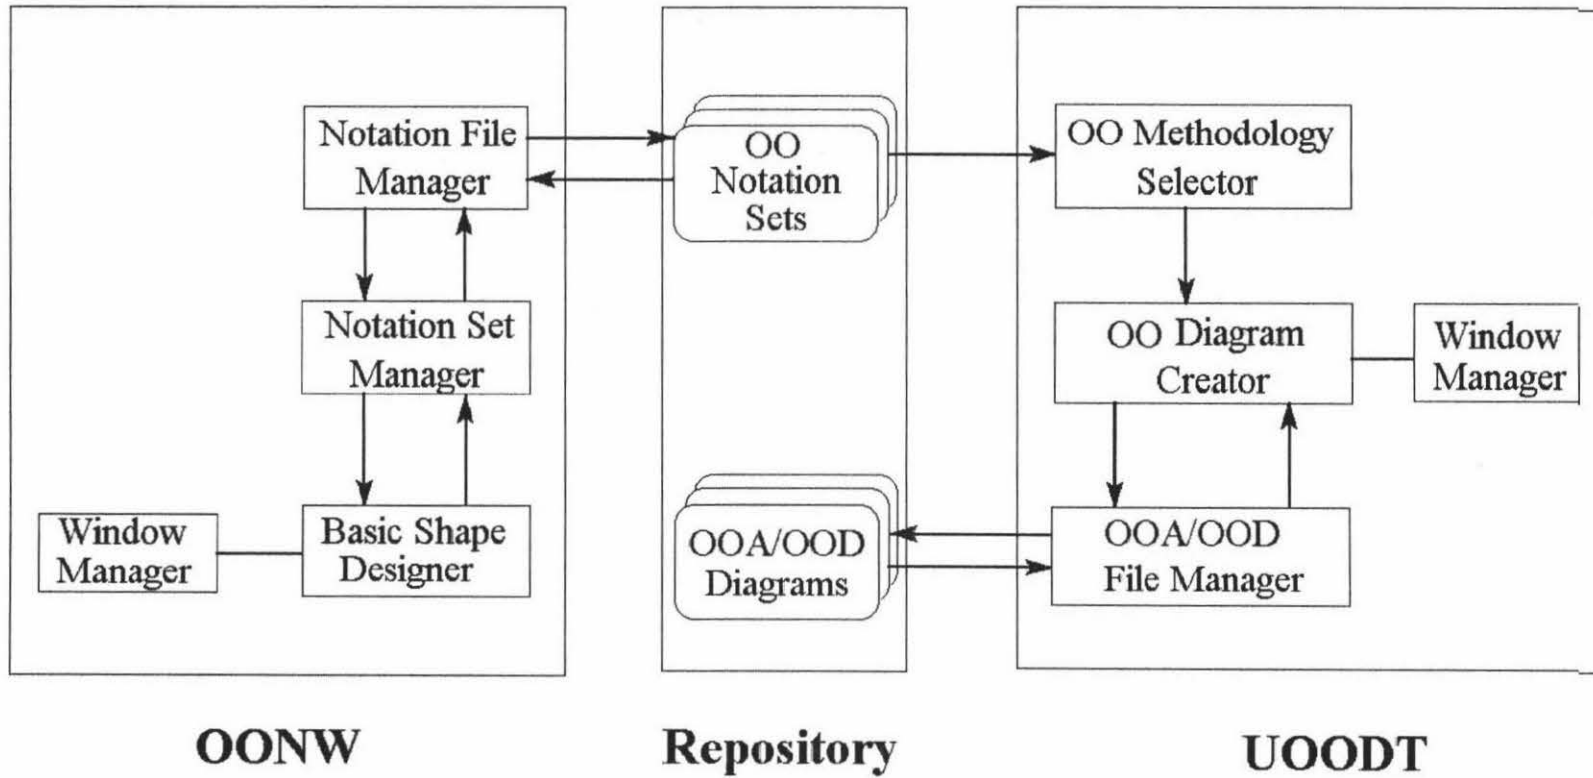 Notation File
Manager
Notation Set
Manager
Window
Manager
Basic Shape
Designer
OO
Notation
Sets
OOA/OOD
Diagrams
OO Methodology
Selector
OO Diagram
Creator
Window
Manager
OOA/OOD
File Manager
OONW
Repository
UOODT